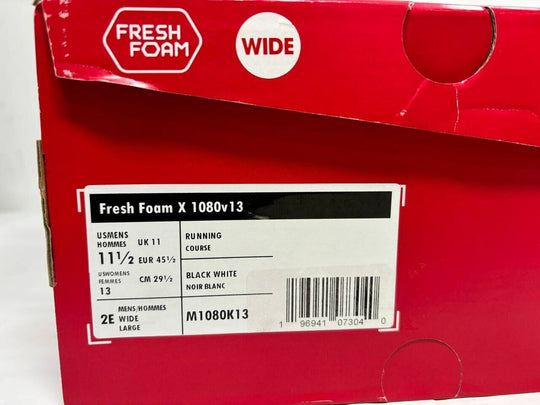 FRESH
FOAM
WIDE
Fresh Foam X 1080v13
USMENS
HOMMES
11½
UK 11
EUR 45½
USWOMENS
FEMMES
13
CM 29½
RUNNING
COURSE
BLACK WHITE
NOIR BLANC
2E
MENS/HOMMES
WIDE
LARGE
M1080K13
1 96941 07304 0